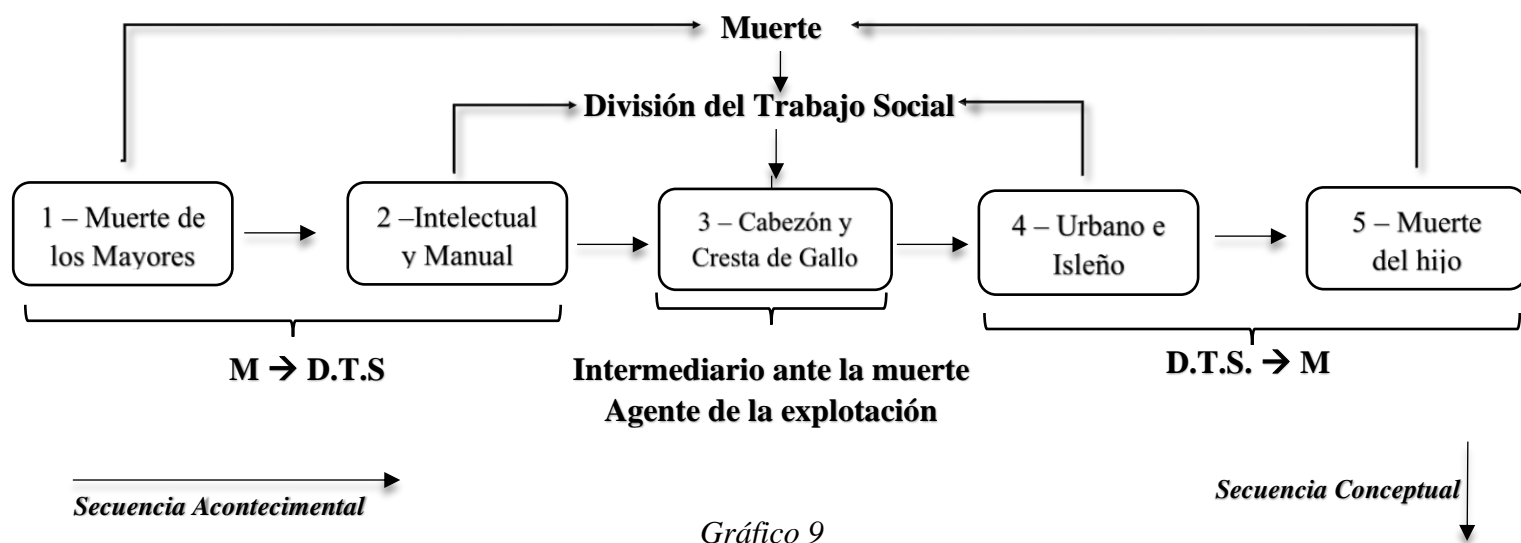 Muerte
División del Trabajo Social
1 – Muerte de
los Mayores
2 –Intelectual
y Manual
3 – Cabezón y
Cresta de Gallo
4 – Urbano e
Isleño
5 – Muerte
del hijo
M → D.T.S
Intermediario ante la muerte
Agente de la explotación
D.T.S. → M
Secuencia Acontecimental
Secuencia Conceptual
Gráfico 9